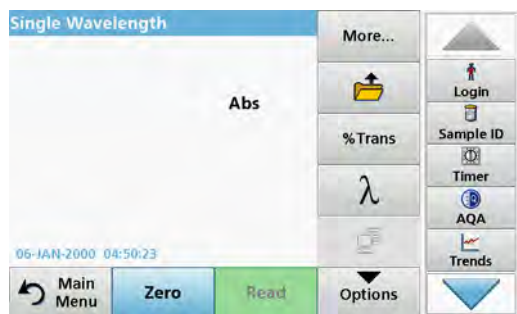 Single Wavelength
More...
Abs
%Trans
λ
06-JAN-2000 04:50:23
Main
Menu
Zero
Read
Options
Login
Sample ID
Timer
AQA
Trends